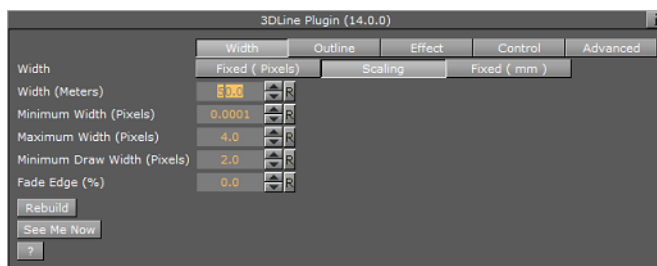 3DLine Plugin (14.0.0) i
Width Outline Effect Control Advanced
Width Fixed ( Pixels) Scaling Fixed ( mm )
Width (Meters) 50.0 R
Minimum Width (Pixels) 0.0001 R
Maximum Width (Pixels) 4.0 R
Minimum Draw Width (Pixels) 2.0 R
Fade Edge (%) 0.0 R
Rebuild
See Me Now
?